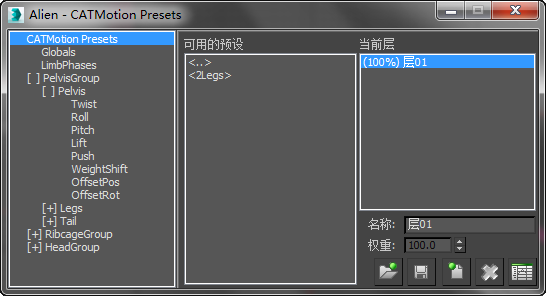 Alien - CATMotion Presets
CATMotion Presets
Globals
LimbPhases
[ ] PelvisGroup
[ ] Pelvis
Twist
Roll
Pitch
Lift
Push
WeightShift
OffsetPos
OffsetRot
[+] Legs
[+] Tail
[+] RibcageGroup
[+] HeadGroup
可用的预设
<..>
<2Legs>
当前层
(100%) 层01
名称: 层01
权重: 100.0